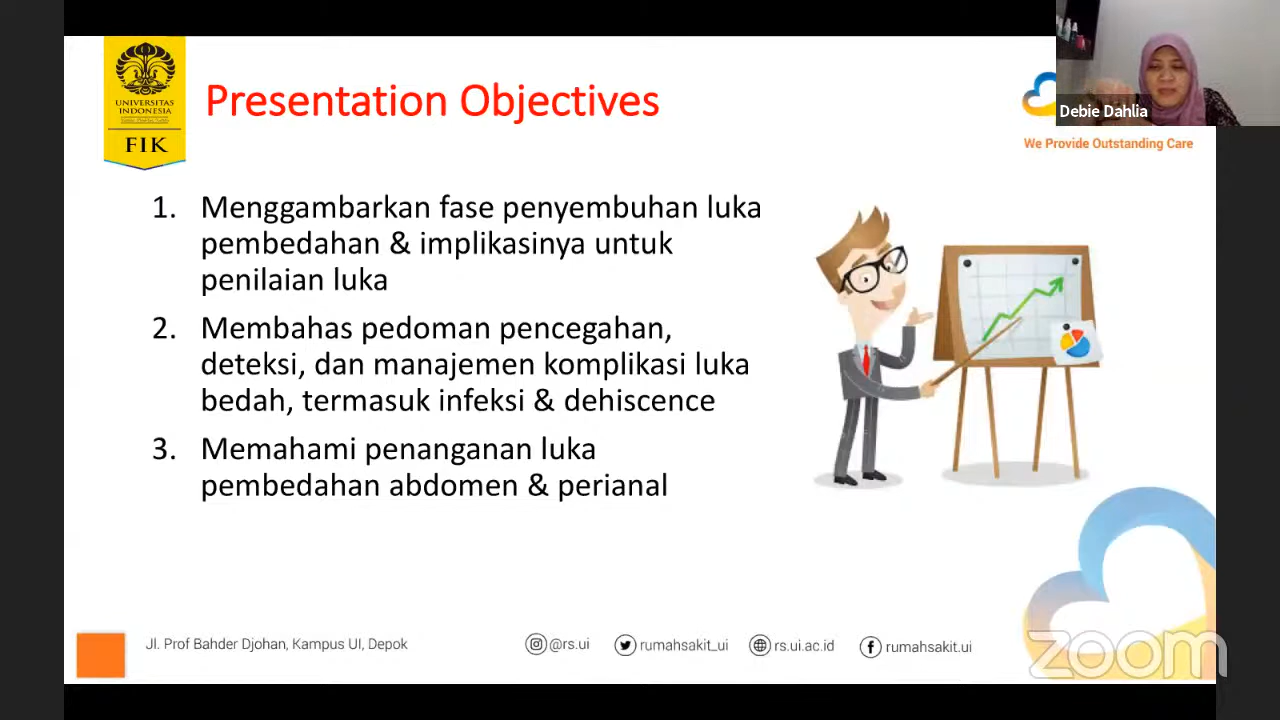 UNIVERSITAS
INDONESIA
FIK
Presentation Objectives
Debie Dahlia
We Provide Outstanding Care
1. Menggambarkan fase penyembuhan luka
pembedahan & implikasinya untuk
penilaian luka
2. Membahas pedoman pencegahan,
deteksi, dan manajemen komplikasi luka
bedah, termasuk infeksi & dehiscence
3. Memahami penanganan luka
pembedahan abdomen & perianal
Jl. Prof Bahder Djohan, Kampus UI, Depok
@rs.ui
rumahsakit_ui
rs.ui.ac.id
rumahsakit.ui
zoom